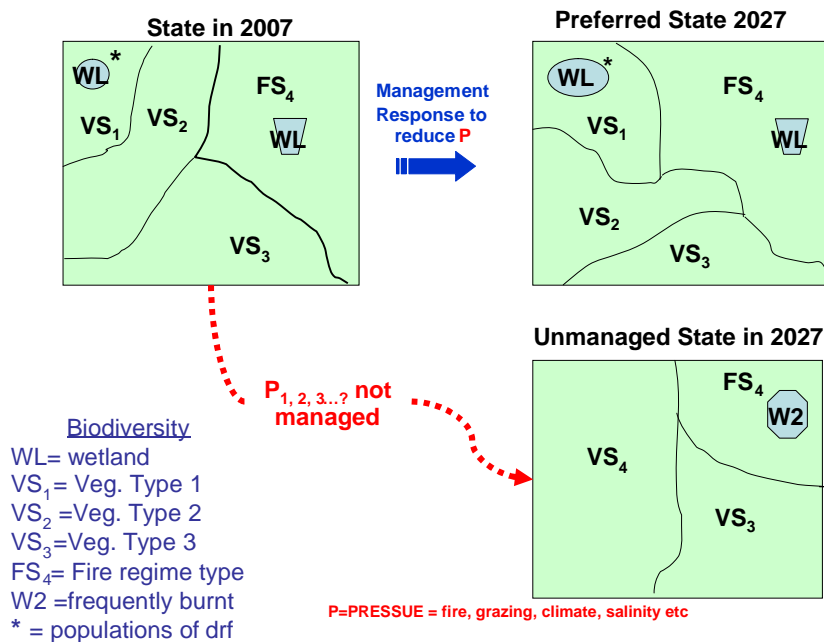 State in 2007
WL *
VS1
VS2
FS4
WL
VS3
Management
Response to
reduce P
Preferred State 2027
WL *
VS1
FS4
WL
VS2
VS3
P1, 2, 3...? not
managed
Unmanaged State in 2027
FS4
W2
VS4
VS3
Biodiversity
WL= wetland
VS1= Veg. Type 1
VS2 =Veg. Type 2
VS3=Veg. Type 3
FS4= Fire regime type
W2 =frequently burnt
* = populations of drf
P=PRESSUE = fire, grazing, climate, salinity etc